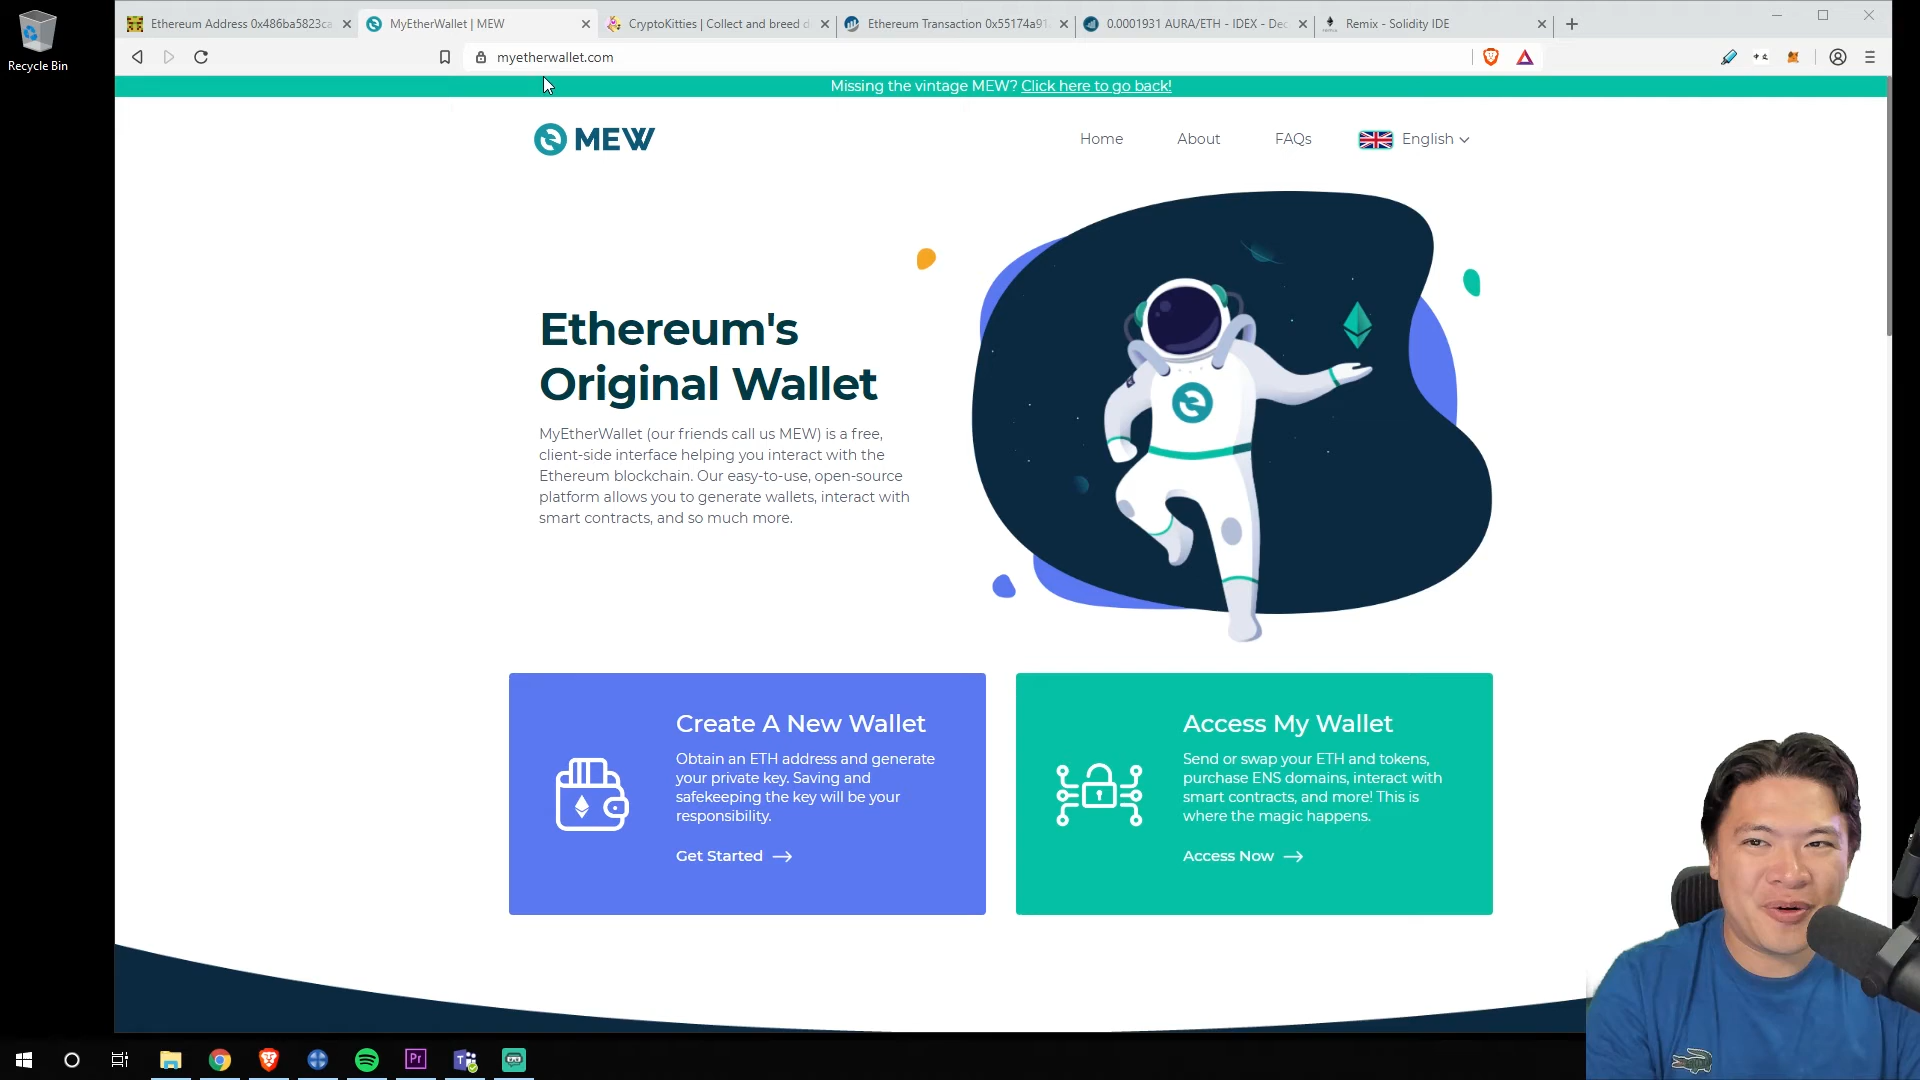 Recycle Bin
Ethereum Address 0x486ba5823ca
MyEtherWallet | MEW
CryptoKitties | Collect and breed d
Ethereum Transaction 0x55174a91
0.0001931 AURA/ETH - IDEX - Dec
Remix - Solidity IDE
myetherwallet.com
Missing the vintage MEW? Click here to go back!
MEW
Home
About
FAQs
English
Ethereum's
Original Wallet
MyEtherWallet (our friends call us MEW) is a free,
client-side interface helping you interact with the
Ethereum blockchain. Our easy-to-use, open-source
platform allows you to generate wallets, interact with
smart contracts, and so much more.
Create A New Wallet
Obtain an ETH address and generate
your private key. Saving and
safekeeping the key will be your
responsibility.
Get Started
Access My Wallet
Send or swap your ETH and tokens,
purchase ENS domains, interact with
smart contracts, and more! This is
where the magic happens.
Access Now
Pr